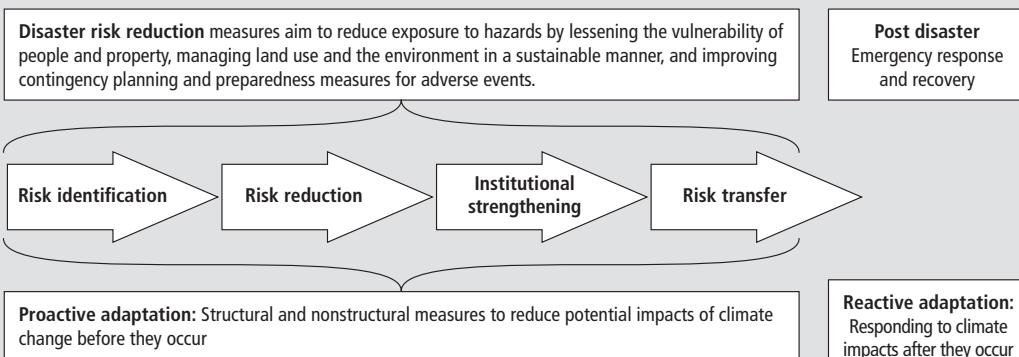 Disaster risk reduction measures aim to reduce exposure to hazards by lessening the vulnerability of
people and property, managing land use and the environment in a sustainable manner, and improving
contingency planning and preparedness measures for adverse events.
Post disaster
Emergency response
and recovery
Risk identification
Risk reduction
Institutional
strengthening
Risk transfer
Proactive adaptation: Structural and nonstructural measures to reduce potential impacts of climate
change before they occur
Reactive adaptation:
Responding to climate
impacts after they occur